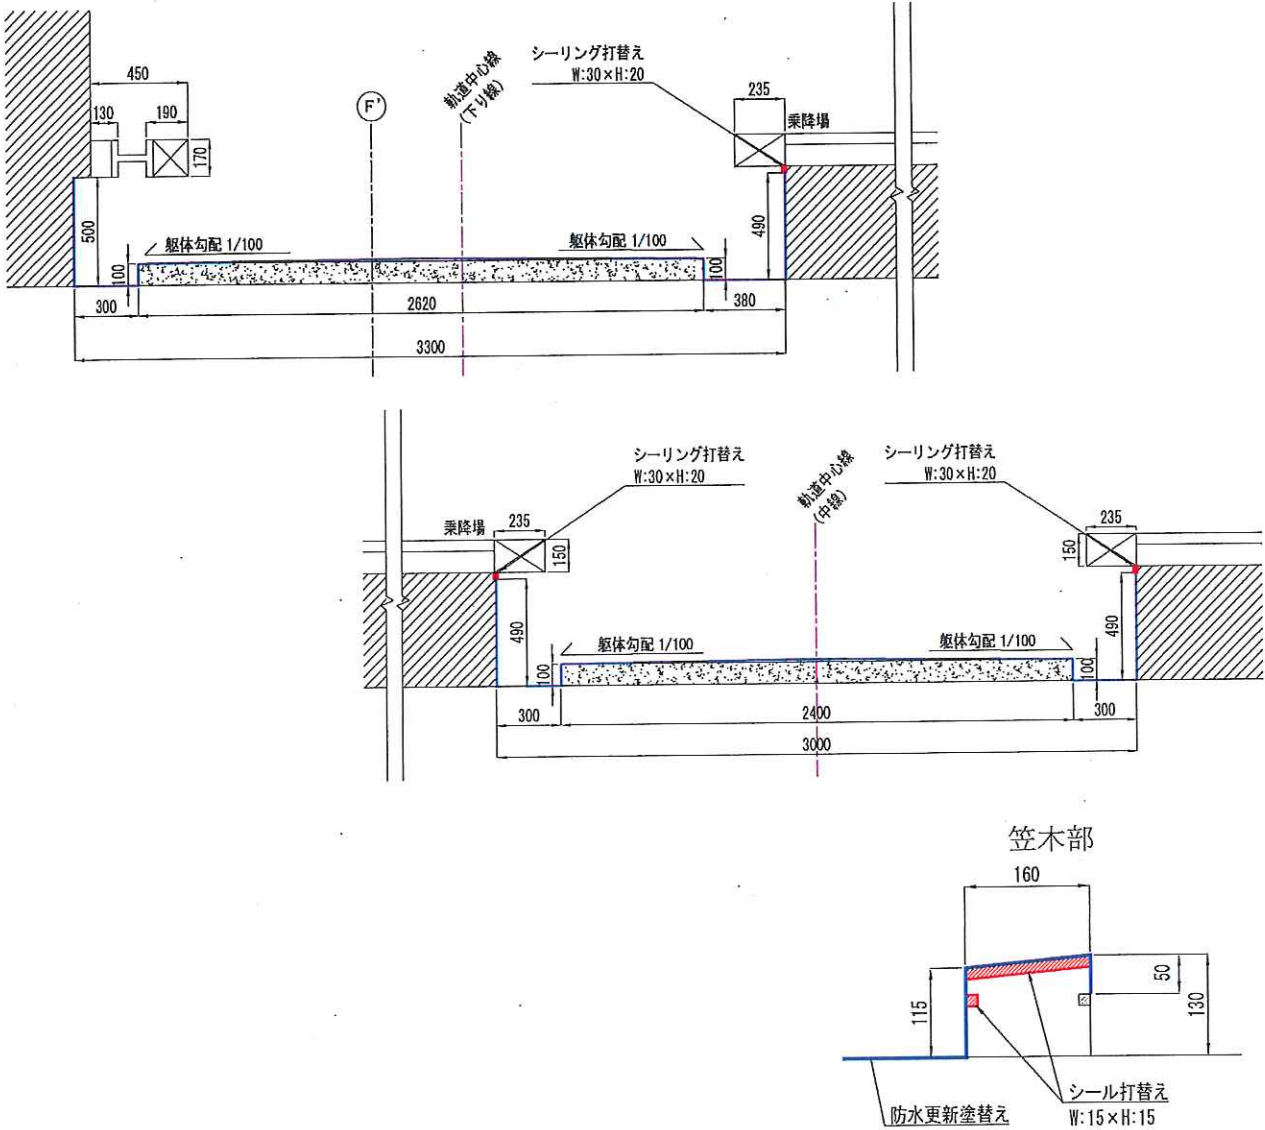 シーリング打替え
W:30×H:20
軌道中心線
(下り線)
F'
450
130
190
170
235
乗降場
500
490
躯体勾配 1/100
躯体勾配 1/100
100
100
300
2620
380
3300
シーリング打替え
W:30×H:20
軌道中心線
(中線)
シーリング打替え
W:30×H:20
乗降場
235
150
235
150
490
490
躯体勾配 1/100
躯体勾配 1/100
100
100
300
2400
300
3000
笠木部
160
115
50
130
シール打替え
W:15×H:15
防水更新塗替え